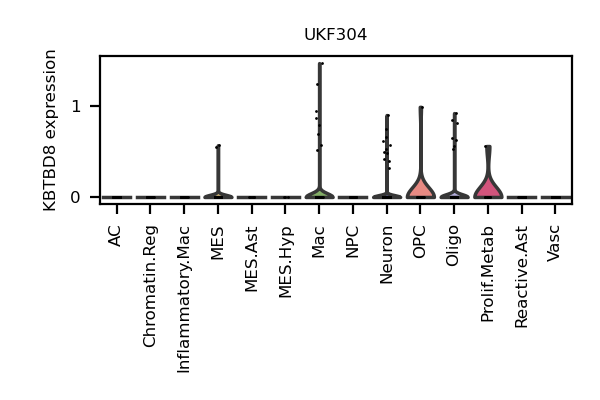 UKF304
KBTBD8 expression
1
0
AC
Chromatin.Reg
Inflammatory.Mac
MES
MES.Ast
MES.Hyp
Mac
NPC
Neuron
OPC
Oligo
Prolif.Metab
Reactive.Ast
Vasc